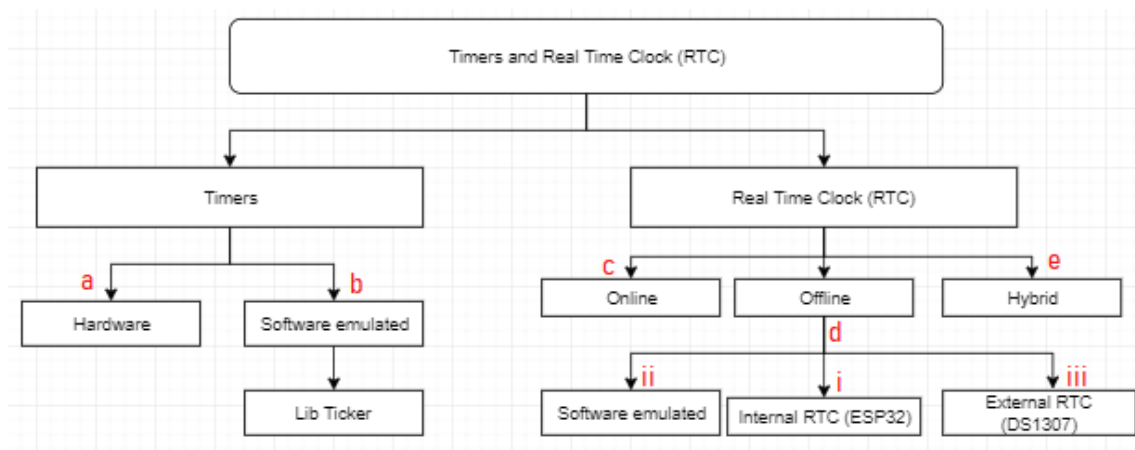 Timers and Real Time Clock (RTC)
Timers
Real Time Clock (RTC)
a
b
c
e
Hardware
Software emulated
Online
Offline
Hybrid
d
ii
i
iii
Lib Ticker
Software emulated
Internal RTC (ESP32)
External RTC
(DS1307)